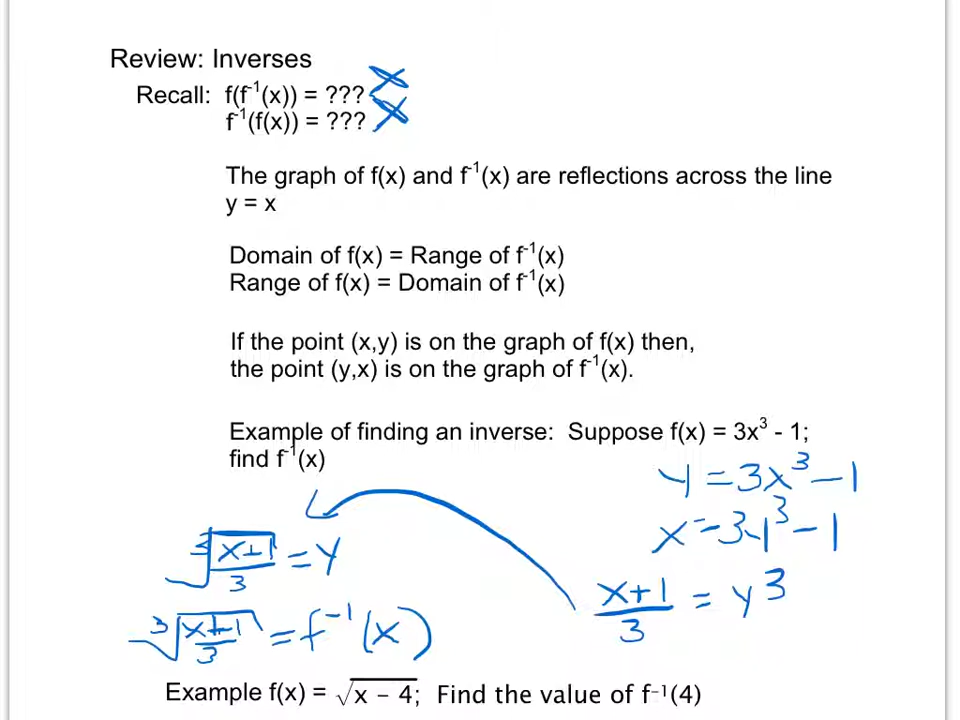 Review: Inverses
Recall: f(f⁻¹(x)) = ??? x
f⁻¹(f(x)) = ??? x
The graph of f(x) and f⁻¹(x) are reflections across the line
y = x
Domain of f(x) = Range of f⁻¹(x)
Range of f(x) = Domain of f⁻¹(x)
If the point (x,y) is on the graph of f(x) then,
the point (y,x) is on the graph of f⁻¹(x).
Example of finding an inverse: Suppose f(x) = 3x³ - 1;
find f⁻¹(x)
y = 3x³ - 1
x = 3y³ - 1
(x+1)/3 = y³
∛((x+1)/3) = y
∛((x+1)/3) = f⁻¹(x)
Example f(x) = √(x – 4); Find the value of f⁻¹(4)